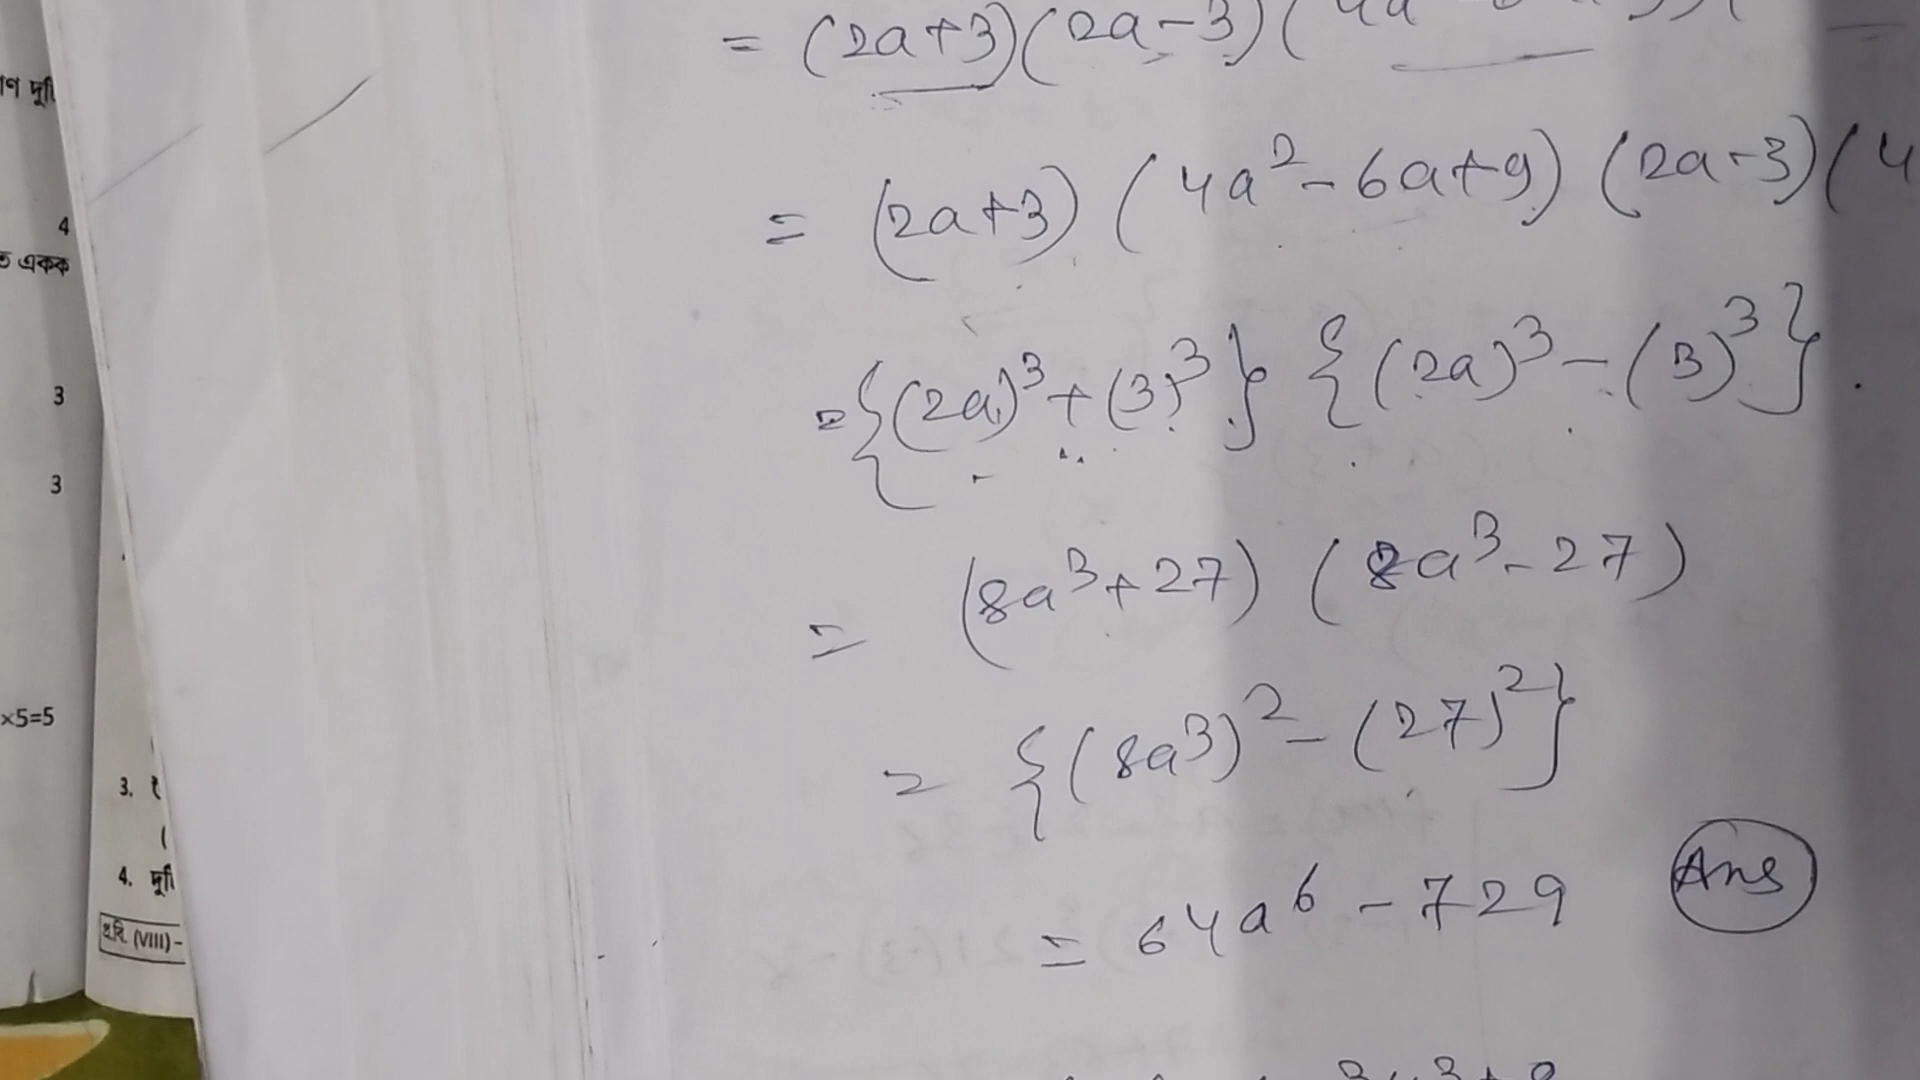 = (2a+3)(2a-3)(
= (2a+3) (4a²-6a+9) (2a-3)(4
={(2a)³+(3)³} {(2a)³-(3)³}.
= (8a³+27) (8a³-27)
= {(8a³)²-(27)²}
= 64a⁶-729 Ans
4
একক
3
3
×5=5
3.
(
4.
(VIII)-